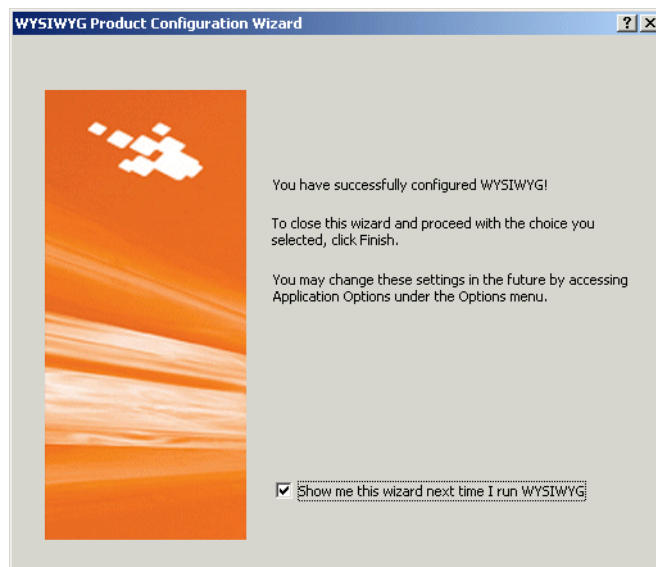 WYSIWYG Product Configuration Wizard
You have successfully configured WYSIWYG!
To close this wizard and proceed with the choice you
selected, click Finish.
You may change these settings in the future by accessing
Application Options under the Options menu.
Show me this wizard next time I run WYSIWYG